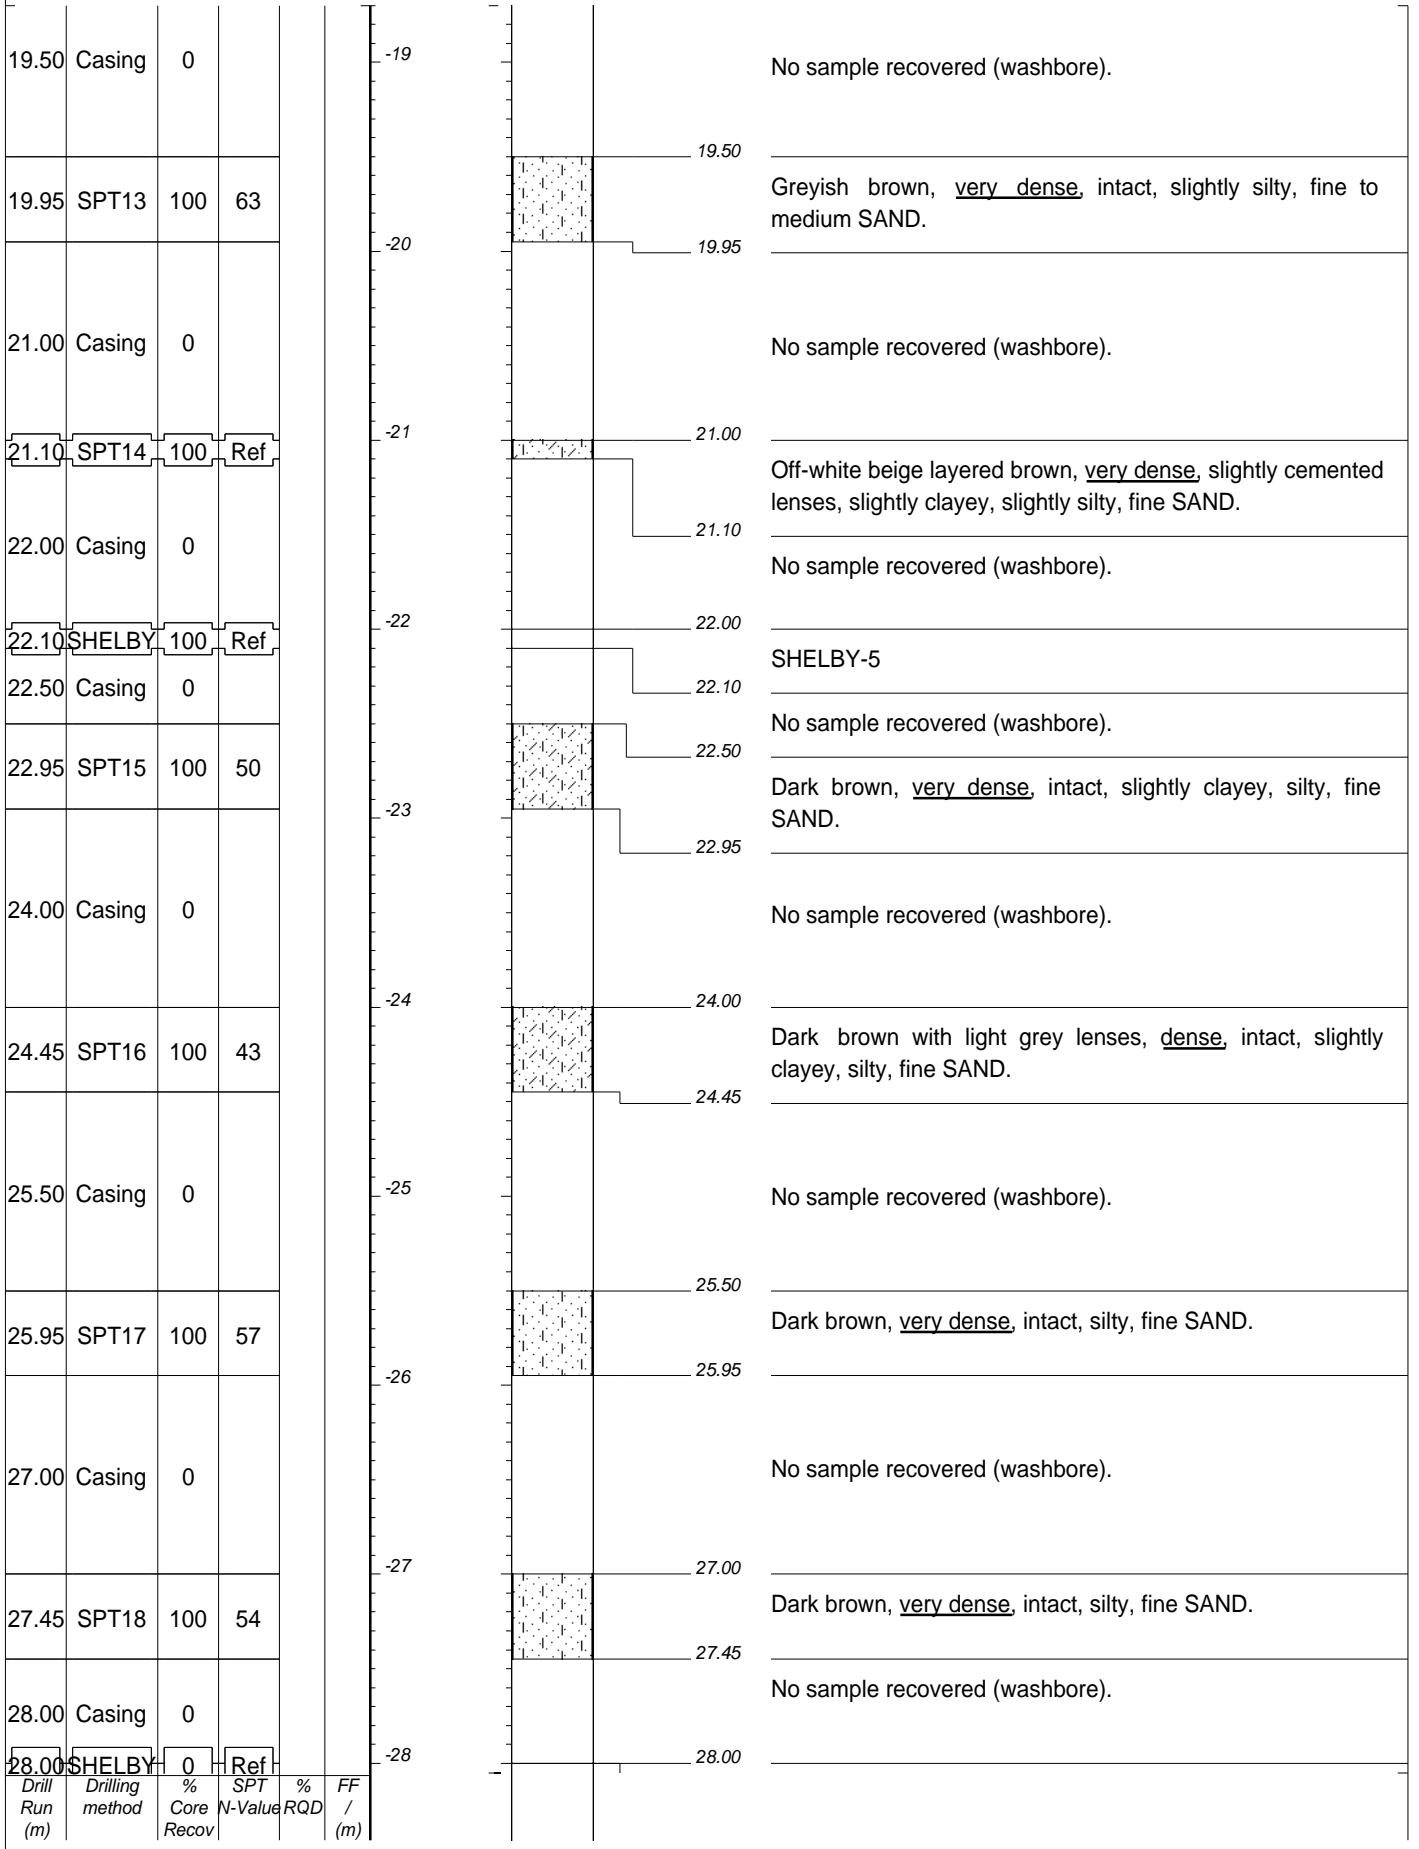 19.50 Casing 0
-19
No sample recovered (washbore).
19.50
19.95 SPT13 100 63
Greyish brown, very dense, intact, slightly silty, fine to
medium SAND.
-20
19.95
21.00 Casing 0
No sample recovered (washbore).
-21
21.00
21.10 SPT14 100 Ref
Off-white beige layered brown, very dense, slightly cemented
lenses, slightly clayey, slightly silty, fine SAND.
21.10
22.00 Casing 0
No sample recovered (washbore).
-22
22.00
22.10 SHELBY 100 Ref
SHELBY-5
22.10
22.50 Casing 0
No sample recovered (washbore).
22.50
22.95 SPT15 100 50
Dark brown, very dense, intact, slightly clayey, silty, fine
SAND.
-23
22.95
24.00 Casing 0
No sample recovered (washbore).
-24
24.00
24.45 SPT16 100 43
Dark brown with light grey lenses, dense, intact, slightly
clayey, silty, fine SAND.
24.45
25.50 Casing 0
-25
No sample recovered (washbore).
25.50
25.95 SPT17 100 57
Dark brown, very dense, intact, silty, fine SAND.
25.95
-26
27.00 Casing 0
No sample recovered (washbore).
-27
27.00
27.45 SPT18 100 54
Dark brown, very dense, intact, silty, fine SAND.
27.45
No sample recovered (washbore).
28.00 Casing 0
-28
28.00
28.00 SHELBY 0 Ref
Drill Drilling % SPT % FF
Run method Core N-Value RQD /
(m) Recov (m)